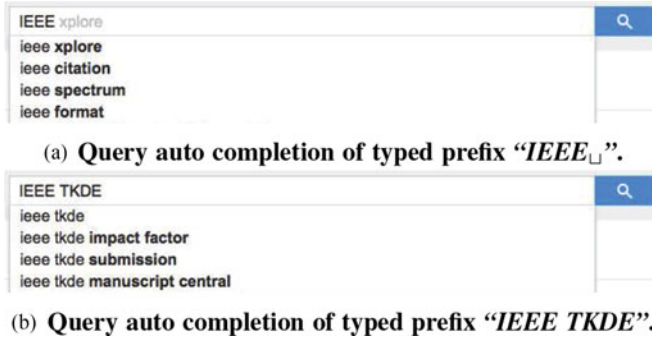 IEEE xplore
ieee xplore
ieee citation
ieee spectrum
ieee format
(a) Query auto completion of typed prefix “IEEE␣”.
IEEE TKDE
ieee tkde
ieee tkde impact factor
ieee tkde submission
ieee tkde manuscript central
(b) Query auto completion of typed prefix “IEEE TKDE”.